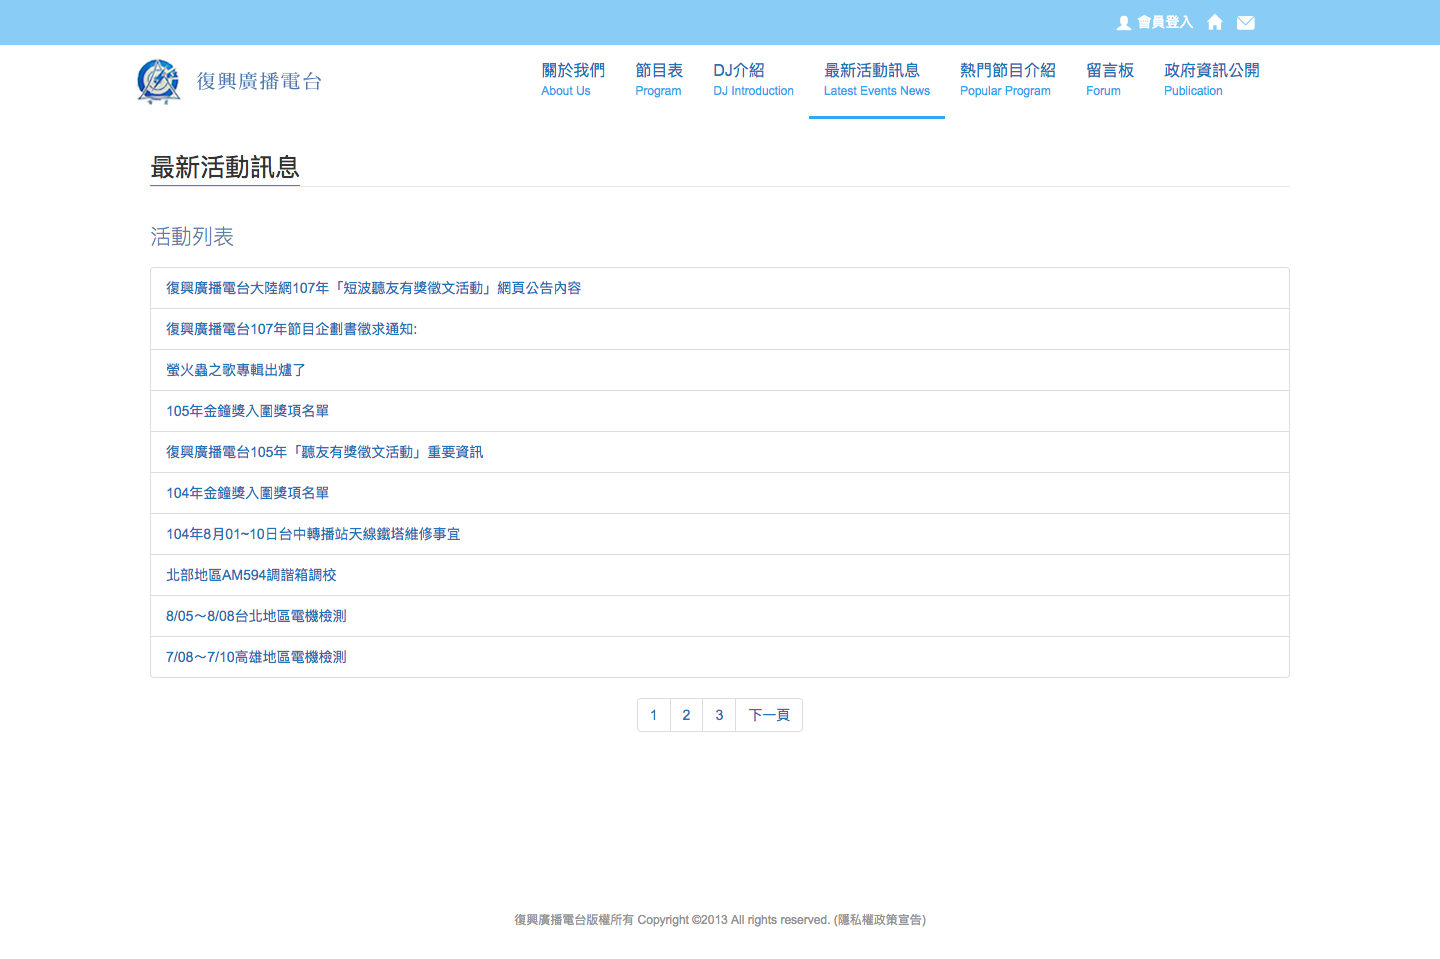 會員登入
復興廣播電台
關於我們 節目表 DJ介紹 最新活動訊息 熱門節目介紹 留言板 政府資訊公開
About Us Program DJ Introduction Latest Events News Popular Program Forum Publication
最新活動訊息
活動列表
復興廣播電台大陸網107年「短波聽友有獎徵文活動」網頁公告內容
復興廣播電台107年節目企劃書徵求通知:
螢火蟲之歌專輯出爐了
105年金鐘獎入圍獎項名單
復興廣播電台105年「聽友有獎徵文活動」重要資訊
104年金鐘獎入圍獎項名單
104年8月01~10日台中轉播站天線鐵塔維修事宜
北部地區AM594調諧箱調校
8/05～8/08台北地區電機檢測
7/08～7/10高雄地區電機檢測
1 2 3 下一頁
復興廣播電台版權所有 Copyright ©2013 All rights reserved. (隱私權政策宣告)